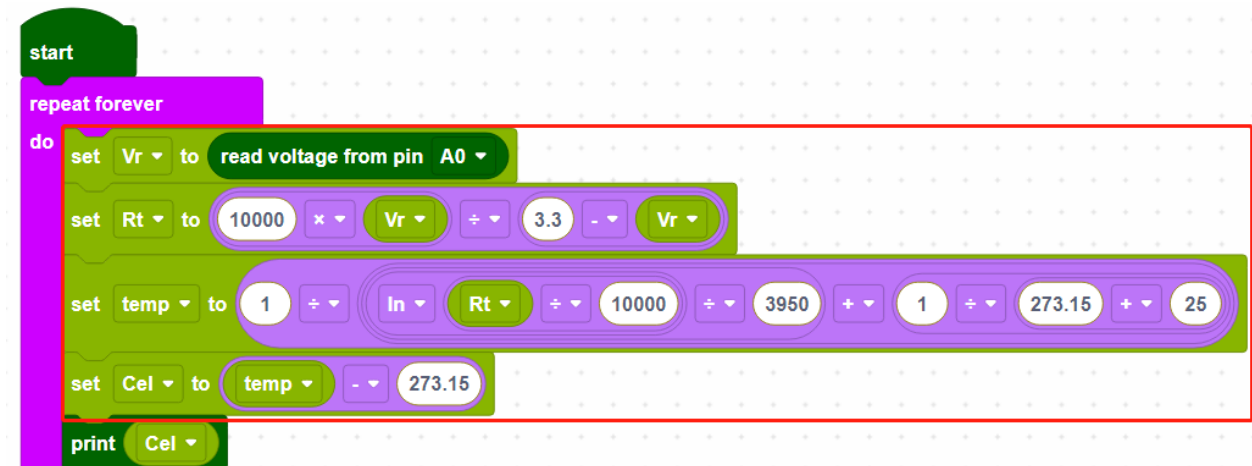 start
repeat forever
do set Vr to read voltage from pin A0
set Rt to 10000 × Vr ÷ 3.3 - Vr
set temp to 1 ÷ ln Rt ÷ 10000 ÷ 3950 + 1 ÷ 273.15 + 25
set Cel to temp - 273.15
print Cel